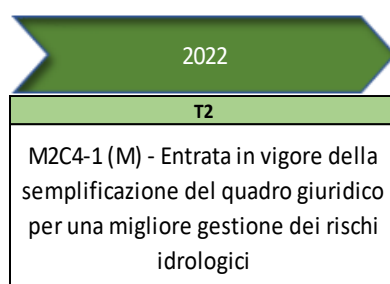 2022
T2
M2C4-1 (M) - Entrata in vigore della
semplificazione del quadro giuridico
per una migliore gestione dei rischi
idrologici